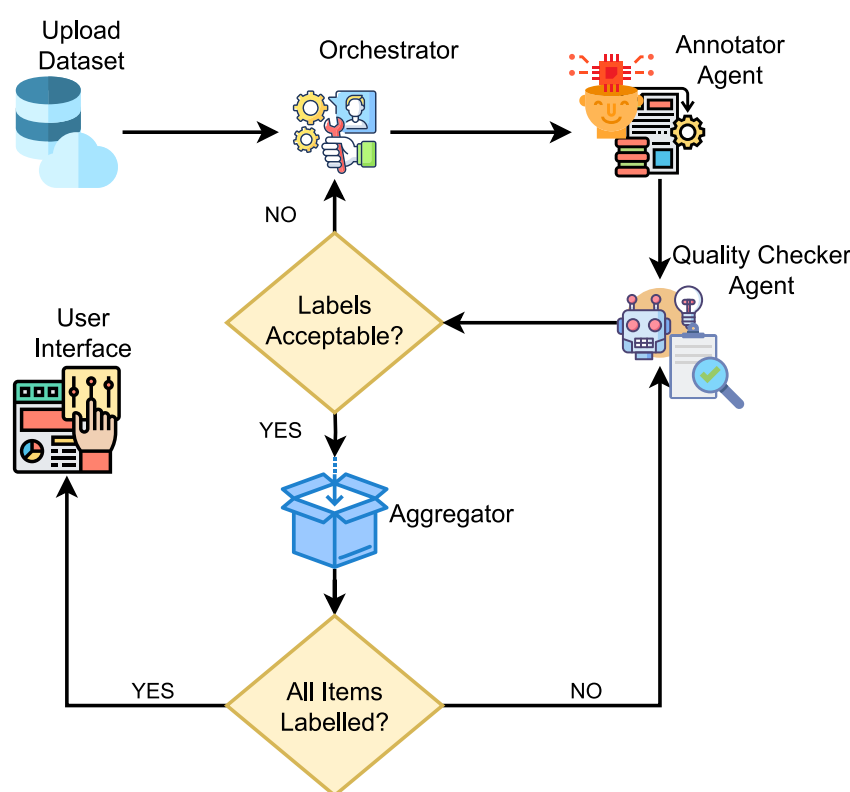 Upload
Dataset
Orchestrator
Annotator
Agent
NO
Quality Checker
Agent
Labels
Acceptable?
User
Interface
YES
Aggregator
YES
All Items
Labelled?
NO